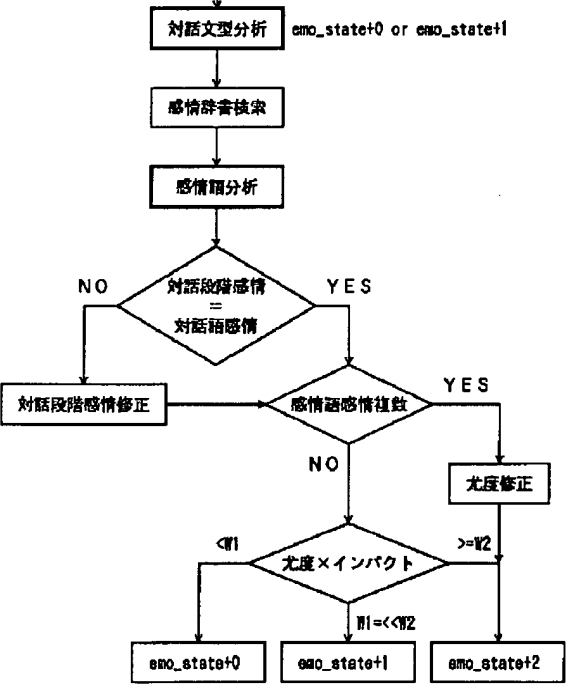 対話文型分析 emo_state+0 or emo_state+1
感情辞書検索
感情語分析
NO
YES
対話段階感情
=
対話語感情
対話段階感情修正
感情語感情複数
YES
NO
尤度修正
<W1
尤度×インパクト
>=W2
W1=<<W2
emo_state+0
emo_state+1
emo_state+2